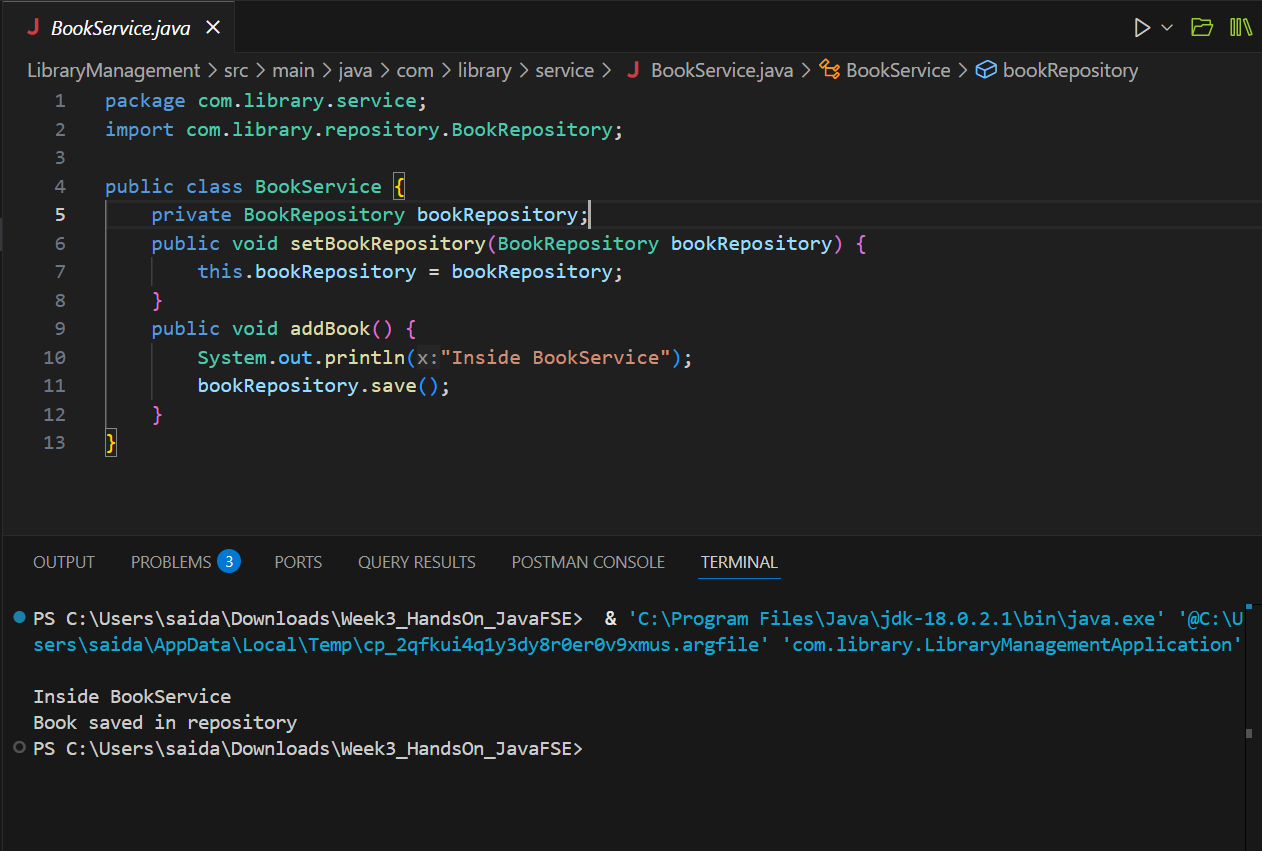 J BookService.java ×
LibraryManagement > src > main > java > com > library > service > J BookService.java > BookService > bookRepository
1 package com.library.service;
2 import com.library.repository.BookRepository;
3
4 public class BookService {
5     private BookRepository bookRepository;
6     public void setBookRepository(BookRepository bookRepository) {
7         this.bookRepository = bookRepository;
8     }
9     public void addBook() {
10         System.out.println(x:"Inside BookService");
11         bookRepository.save();
12     }
13 }
OUTPUT PROBLEMS 3 PORTS QUERY RESULTS POSTMAN CONSOLE TERMINAL
PS C:\Users\saida\Downloads\Week3_HandsOn_JavaFSE>  & 'C:\Program Files\Java\jdk-18.0.2.1\bin\java.exe' '@C:\U
sers\saida\AppData\Local\Temp\cp_2qfkui4q1y3dy8r0er0v9xmus.argfile' 'com.library.LibraryManagementApplication'
Inside BookService
Book saved in repository
PS C:\Users\saida\Downloads\Week3_HandsOn_JavaFSE>